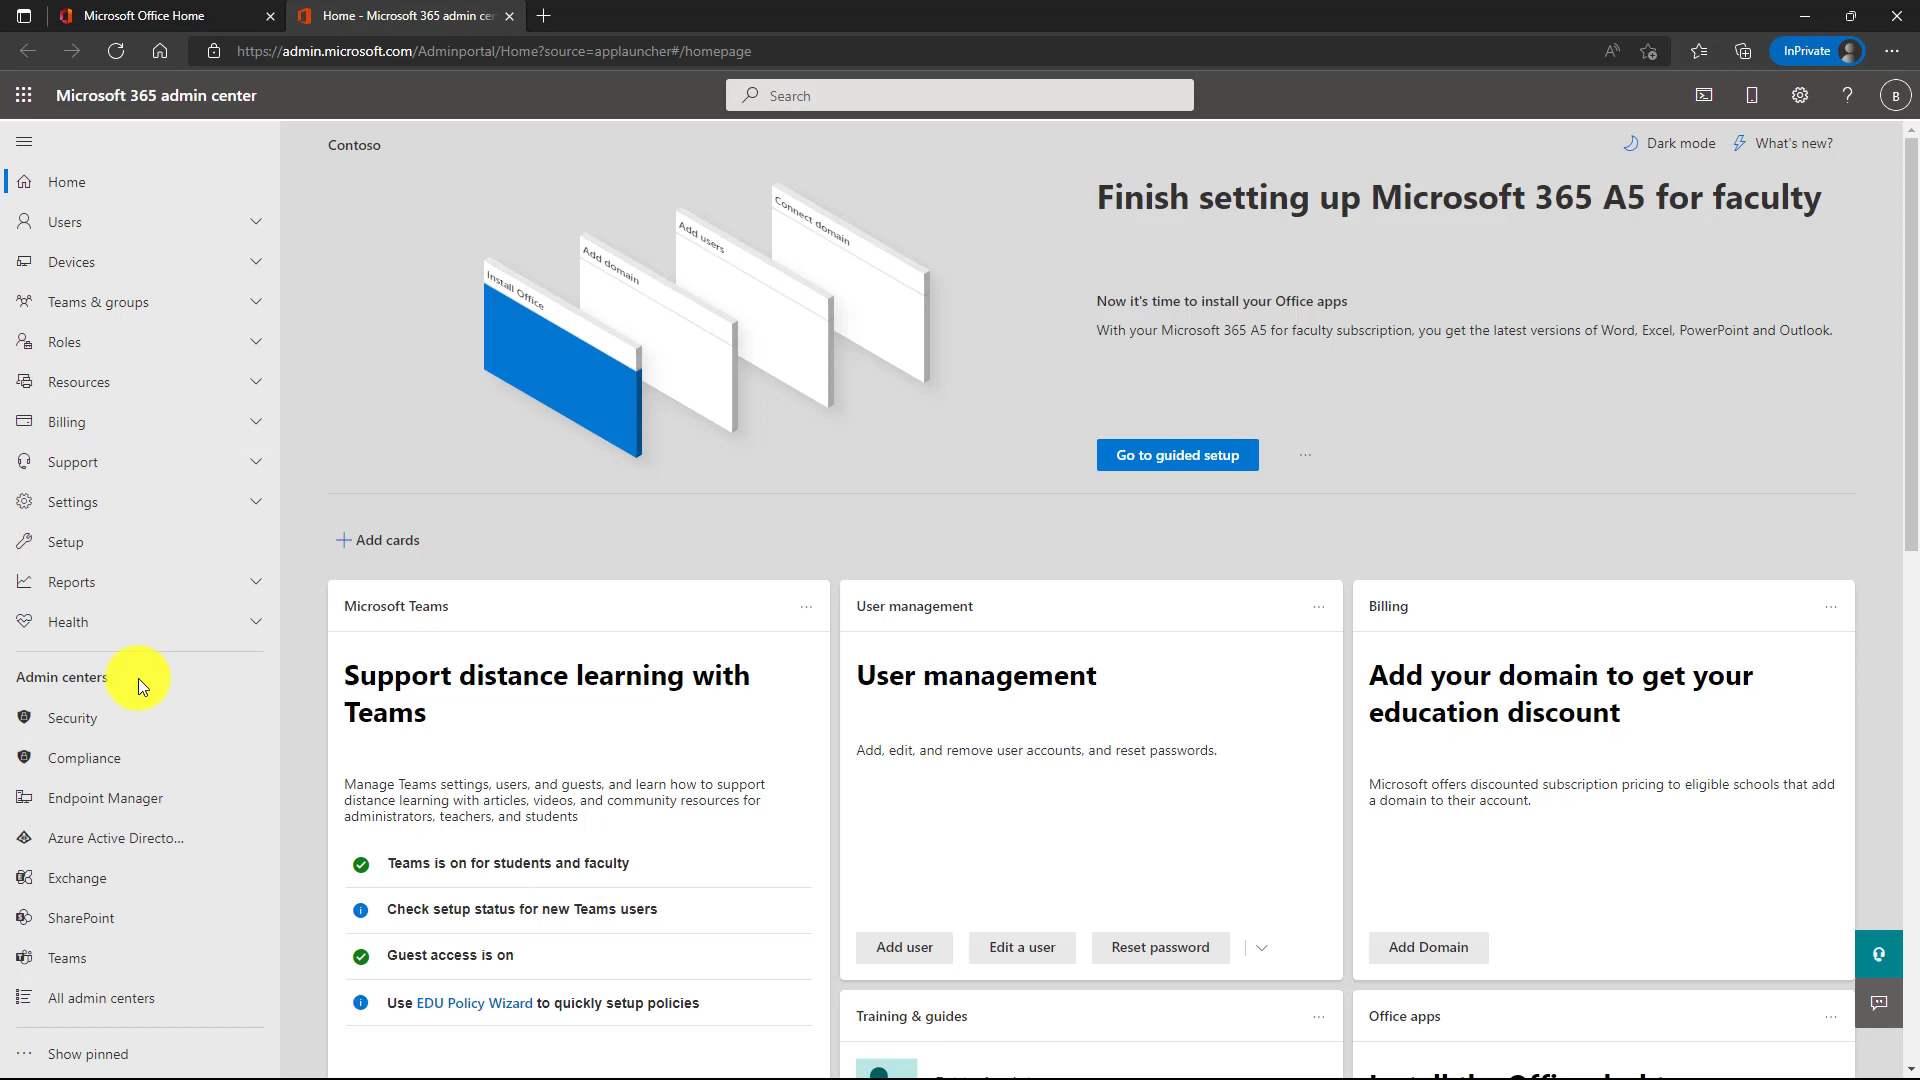 Microsoft Office Home
Home - Microsoft 365 admin cen
https://admin.microsoft.com/Adminportal/Home?source=applauncher#/homepage
InPrivate
Microsoft 365 admin center
Search
B
Contoso
Dark mode
What's new?
Home
Users
Devices
Teams & groups
Roles
Resources
Billing
Support
Settings
Setup
Reports
Health
Admin centers
Security
Compliance
Endpoint Manager
Azure Active Directo...
Exchange
SharePoint
Teams
All admin centers
Show pinned
Install Office
Add domain
Add users
Connect domain
Finish setting up Microsoft 365 A5 for faculty
Now it's time to install your Office apps
With your Microsoft 365 A5 for faculty subscription, you get the latest versions of Word, Excel, PowerPoint and Outlook.
Go to guided setup
Add cards
Microsoft Teams
Support distance learning with
Teams
Manage Teams settings, users, and guests, and learn how to support
distance learning with articles, videos, and community resources for
administrators, teachers, and students
Teams is on for students and faculty
Check setup status for new Teams users
Guest access is on
Use EDU Policy Wizard to quickly setup policies
User management
User management
Add, edit, and remove user accounts, and reset passwords.
Add user
Edit a user
Reset password
Billing
Add your domain to get your
education discount
Microsoft offers discounted subscription pricing to eligible schools that add
a domain to their account.
Add Domain
Training & guides
Office apps